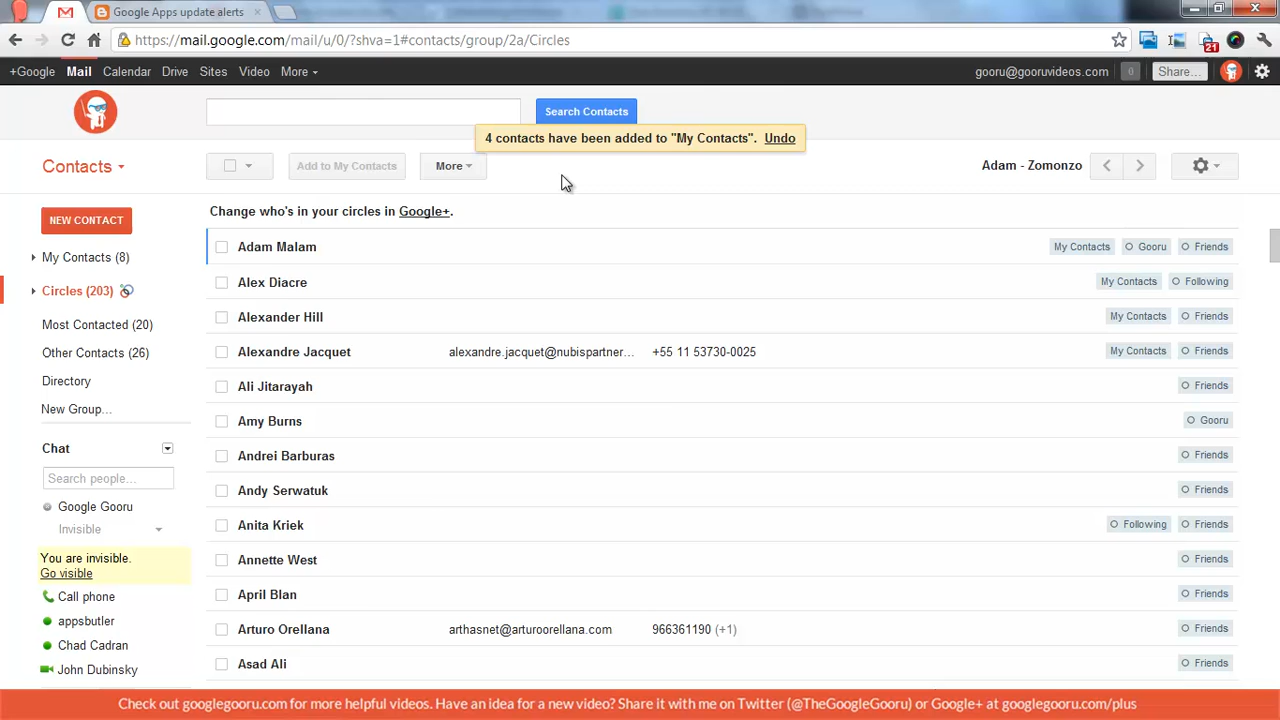 Google Apps update alerts
https://mail.google.com/mail/u/0/?shva=1#contacts/group/2a/Circles
21
+Google Mail Calendar Drive Sites Video More
gooru@gooruvideos.com 0 Share...
Search Contacts
4 contacts have been added to "My Contacts". Undo
Contacts
Add to My Contacts
More
Adam - Zomonzo
NEW CONTACT
My Contacts (8)
Circles (203)
Most Contacted (20)
Other Contacts (26)
Directory
New Group...
Chat
Search people...
Google Gooru
Invisible
You are invisible.
Go visible
Call phone
appsbutler
Chad Cadran
John Dubinsky
Change who's in your circles in Google+.
Adam Malam My Contacts Gooru Friends
Alex Diacre My Contacts Following
Alexander Hill My Contacts Friends
Alexandre Jacquet alexandre.jacquet@nubispartner... +55 11 53730-0025 My Contacts Friends
Ali Jitarayah Friends
Amy Burns Gooru
Andrei Barburas Friends
Andy Serwatuk Friends
Anita Kriek Following Friends
Annette West Friends
April Blan Friends
Arturo Orellana arthasnet@arturoorellana.com 966361190 (+1) Friends
Asad Ali Friends
Check out googlegooru.com for more helpful videos. Have an idea for a new video? Share it with me on Twitter (@TheGoogleGooru) or Google+ at googlegooru.com/plus